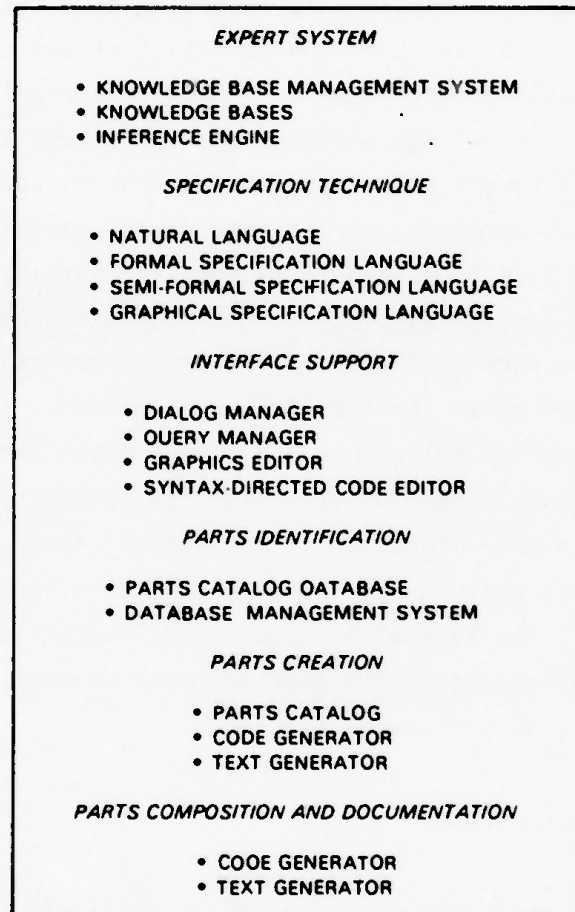 EXPERT SYSTEM
• KNOWLEDGE BASE MANAGEMENT SYSTEM
• KNOWLEDGE BASES
• INFERENCE ENGINE
SPECIFICATION TECHNIQUE
• NATURAL LANGUAGE
• FORMAL SPECIFICATION LANGUAGE
• SEMI-FORMAL SPECIFICATION LANGUAGE
• GRAPHICAL SPECIFICATION LANGUAGE
INTERFACE SUPPORT
• DIALOG MANAGER
• OUERY MANAGER
• GRAPHICS EDITOR
• SYNTAX-DIRECTED CODE EDITOR
PARTS IDENTIFICATION
• PARTS CATALOG OATABASE
• DATABASE MANAGEMENT SYSTEM
PARTS CREATION
• PARTS CATALOG
• CODE GENERATOR
• TEXT GENERATOR
PARTS COMPOSITION AND DOCUMENTATION
• COOE GENERATOR
• TEXT GENERATOR